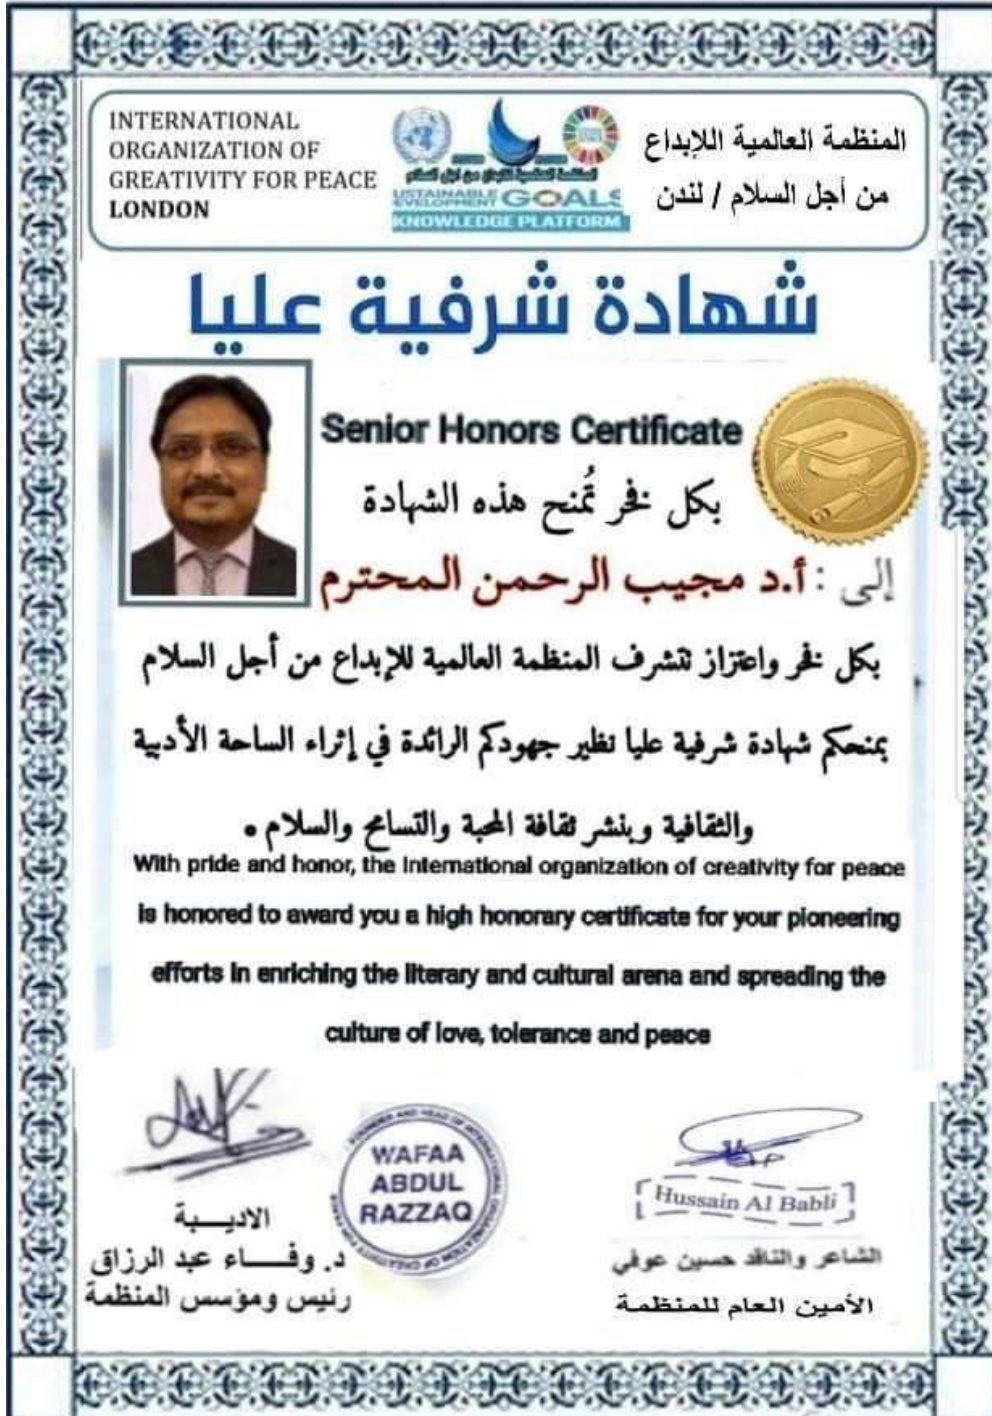 INTERNATIONAL
ORGANIZATION OF
GREATIVITY FOR PEACE
LONDON
المنظمة العالمية اللإبداع
من أجل السلام / لندن
USTAINABLE
EVELOPMENT GOALS
KNOWLEDGE PLATFORM
شهادة شرفية عليا
Senior Honors Certificate
بكل فخر تُمنح هذه الشهادة
إلى : أ.د مجيب الرحمن المحترم
بكل فخر واعتزاز نتشرف المنظمة العالمية للإبداع من أجل السلام
بمنحكم شهادة شرفية عليا نظير جهودكم الرائدة في إثراء الساحة الأدبية
والثقافية وبنشر ثقافة المحبة والتسامح والسلام .
With pride and honor, the International organization of creativity for peace
is honored to award you a high honorary certificate for your pioneering
efforts in enriching the literary and cultural arena and spreading the
culture of love, tolerance and peace
WAFAA
ABDUL
RAZZAQ
الاديـــبة
د. وفــــاء عبد الرزاق
رئيس ومؤسس المنظمة
Hussain Al Babli
الشاعر والناقد حسين عوفي
الأمين العام للمنظمة